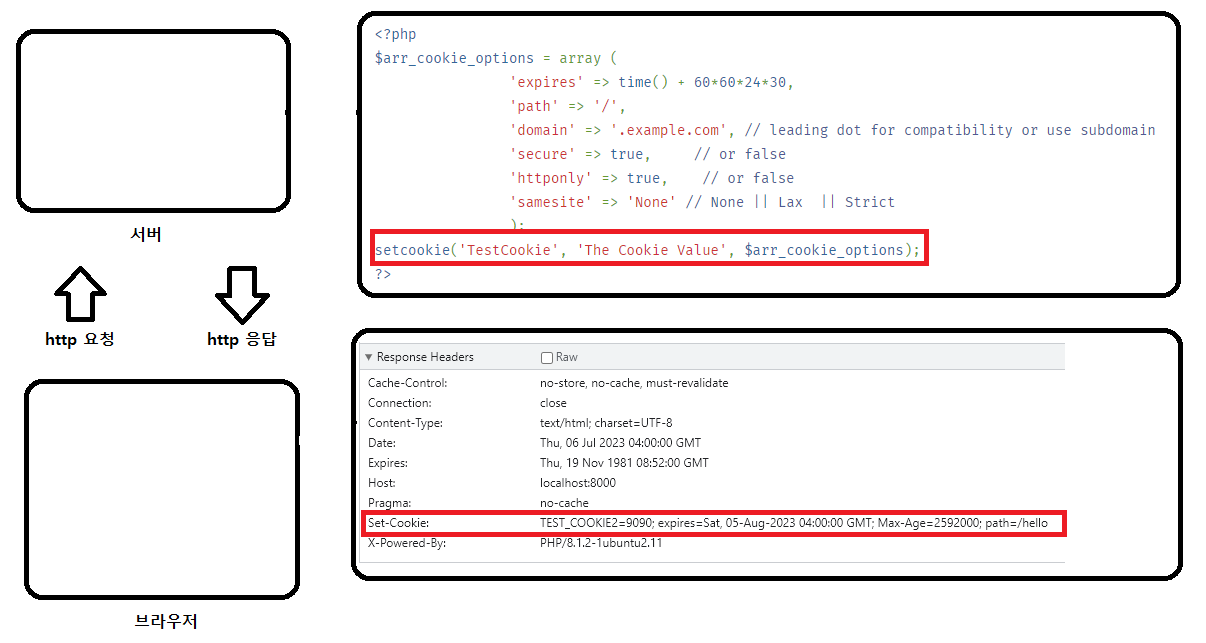 <?php
$arr_cookie_options = array (
'expires' => time() + 60*60*24*30,
'path' => '/',
'domain' => '.example.com', // leading dot for compatibility or use subdomain
'secure' => true, // or false
'httponly' => true, // or false
'samesite' => 'None' // None || Lax || Strict
);
setcookie('TestCookie', 'The Cookie Value', $arr_cookie_options);
?>
서버
http 요청
http 응답
Response Headers Raw
Cache-Control: no-store, no-cache, must-revalidate
Connection: close
Content-Type: text/html; charset=UTF-8
Date: Thu, 06 Jul 2023 04:00:00 GMT
Expires: Thu, 19 Nov 1981 08:52:00 GMT
Host: localhost:8000
Pragma: no-cache
Set-Cookie: TEST_COOKIE2=9090; expires=Sat, 05-Aug-2023 04:00:00 GMT; Max-Age=2592000; path=/hello
X-Powered-By: PHP/8.1.2-1ubuntu2.11
브라우저